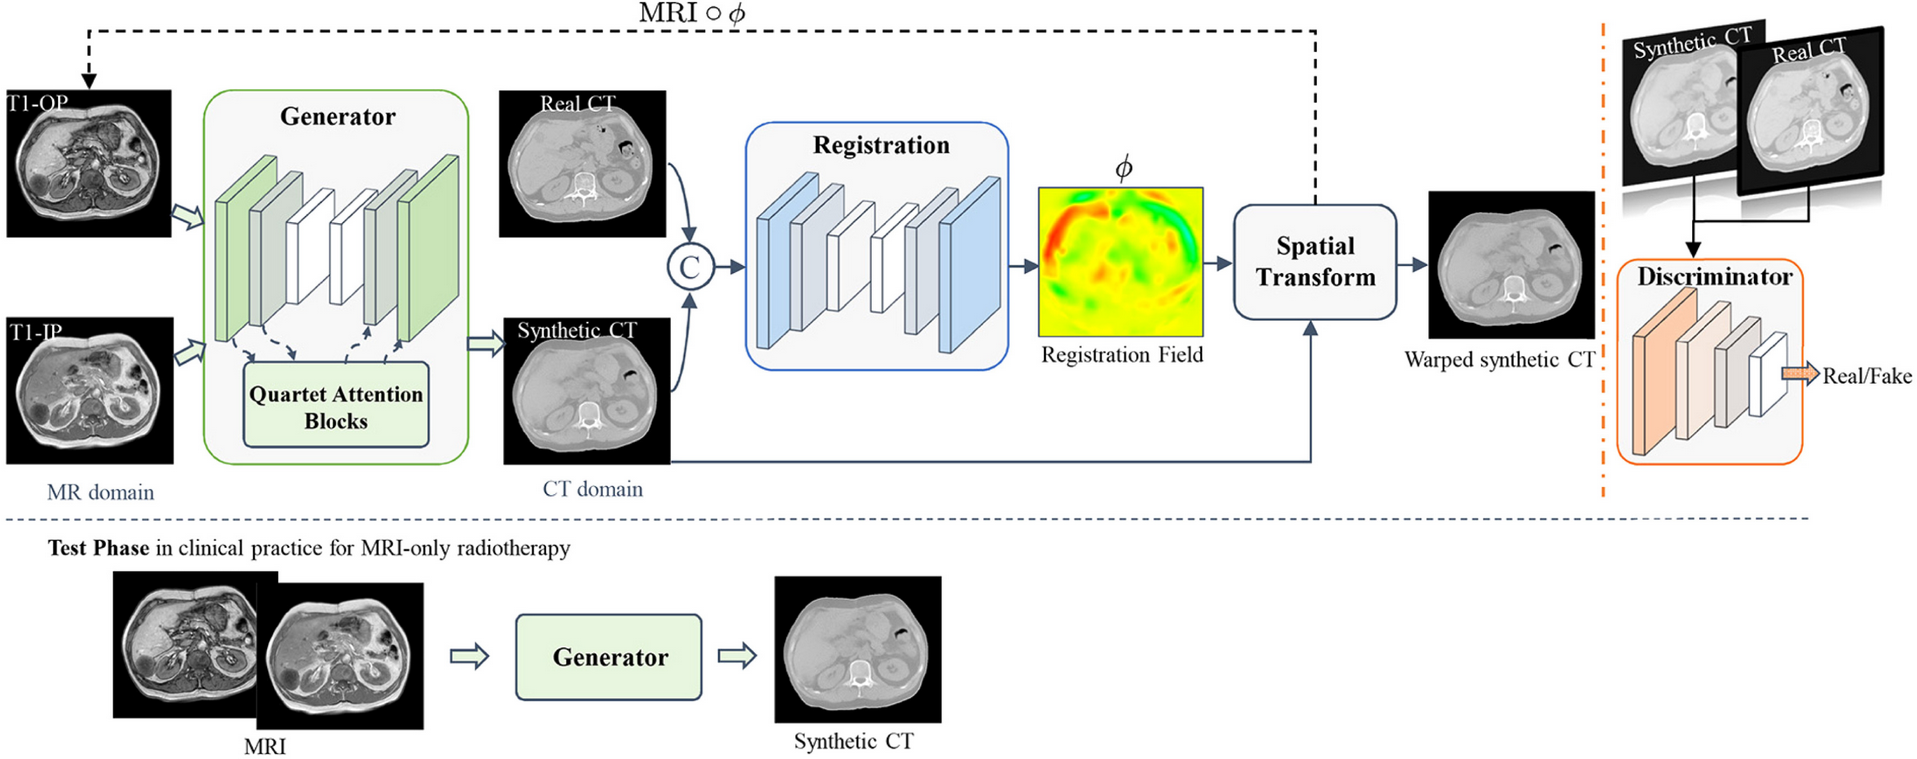 MRI ∘ ϕ
T1-OP
Generator
Real CT
Registration
ϕ
Synthetic CT
Real CT
C
Spatial
Transform
Discriminator
T1-IP
Synthetic CT
Registration Field
Warped synthetic CT
Real/Fake
Quartet Attention
Blocks
MR domain
CT domain
Test Phase in clinical practice for MRI-only radiotherapy
Generator
MRI
Synthetic CT